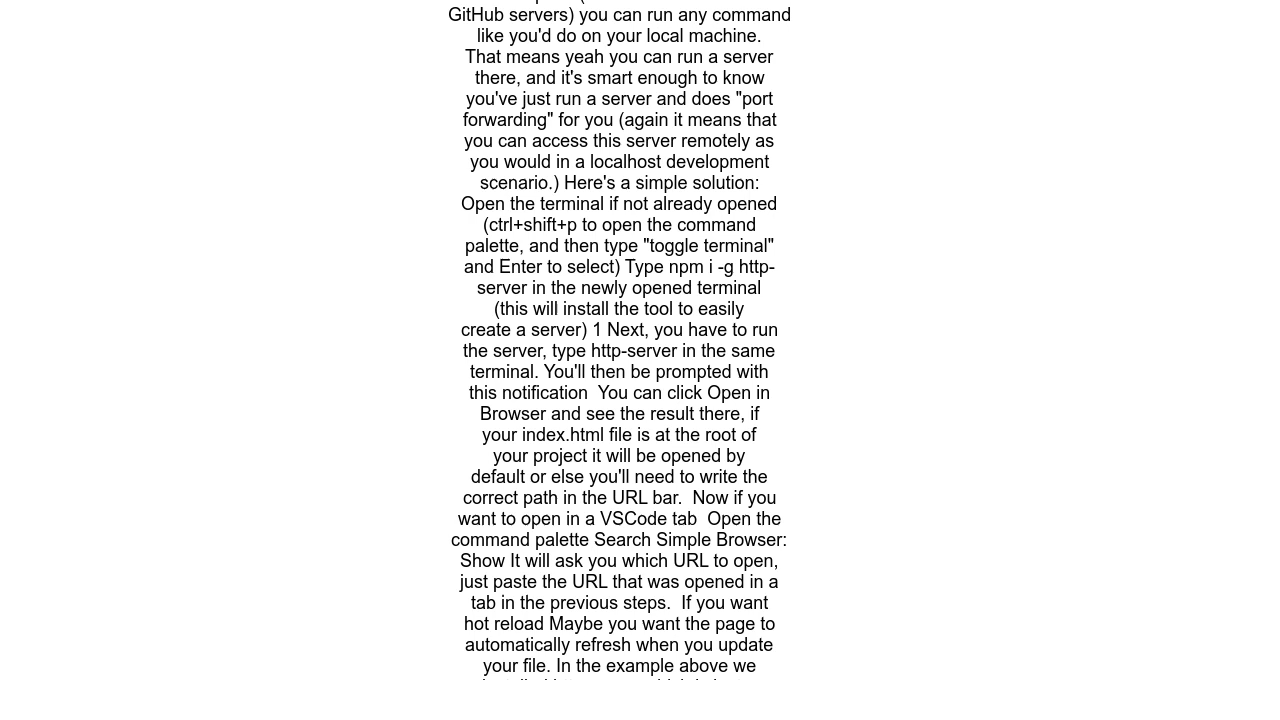 GitHub servers) you can run any command
like you'd do on your local machine.
That means yeah you can run a server
there, and it's smart enough to know
you've just run a server and does "port
forwarding" for you (again it means that
you can access this server remotely as
you would in a localhost development
scenario.) Here's a simple solution:
Open the terminal if not already opened
(ctrl+shift+p to open the command
palette, and then type "toggle terminal"
and Enter to select) Type npm i -g http-
server in the newly opened terminal
(this will install the tool to easily
create a server) 1 Next, you have to run
the server, type http-server in the same
terminal. You'll then be prompted with
this notification  You can click Open in
Browser and see the result there, if
your index.html file is at the root of
your project it will be opened by
default or else you'll need to write the
correct path in the URL bar.  Now if you
want to open in a VSCode tab  Open the
command palette Search Simple Browser:
Show It will ask you which URL to open,
just paste the URL that was opened in a
tab in the previous steps.  If you want
hot reload Maybe you want the page to
automatically refresh when you update
your file. In the example above we